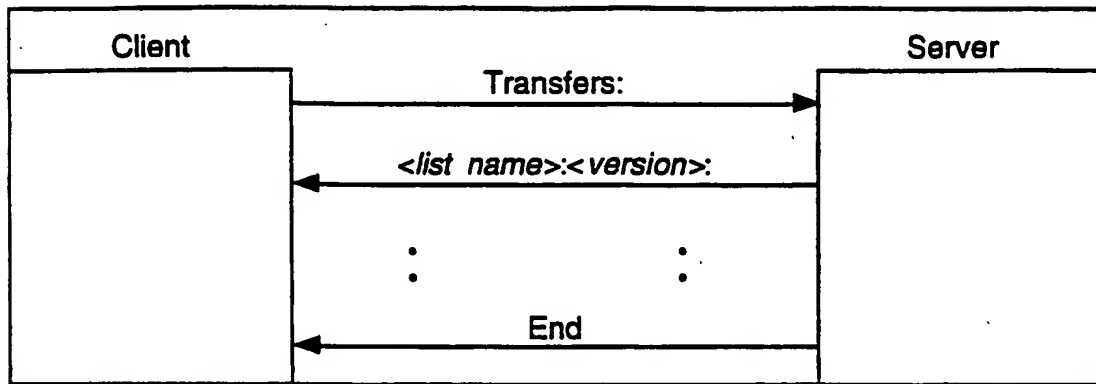 Client
Server
Transfers:
<list name>:<version>:
End